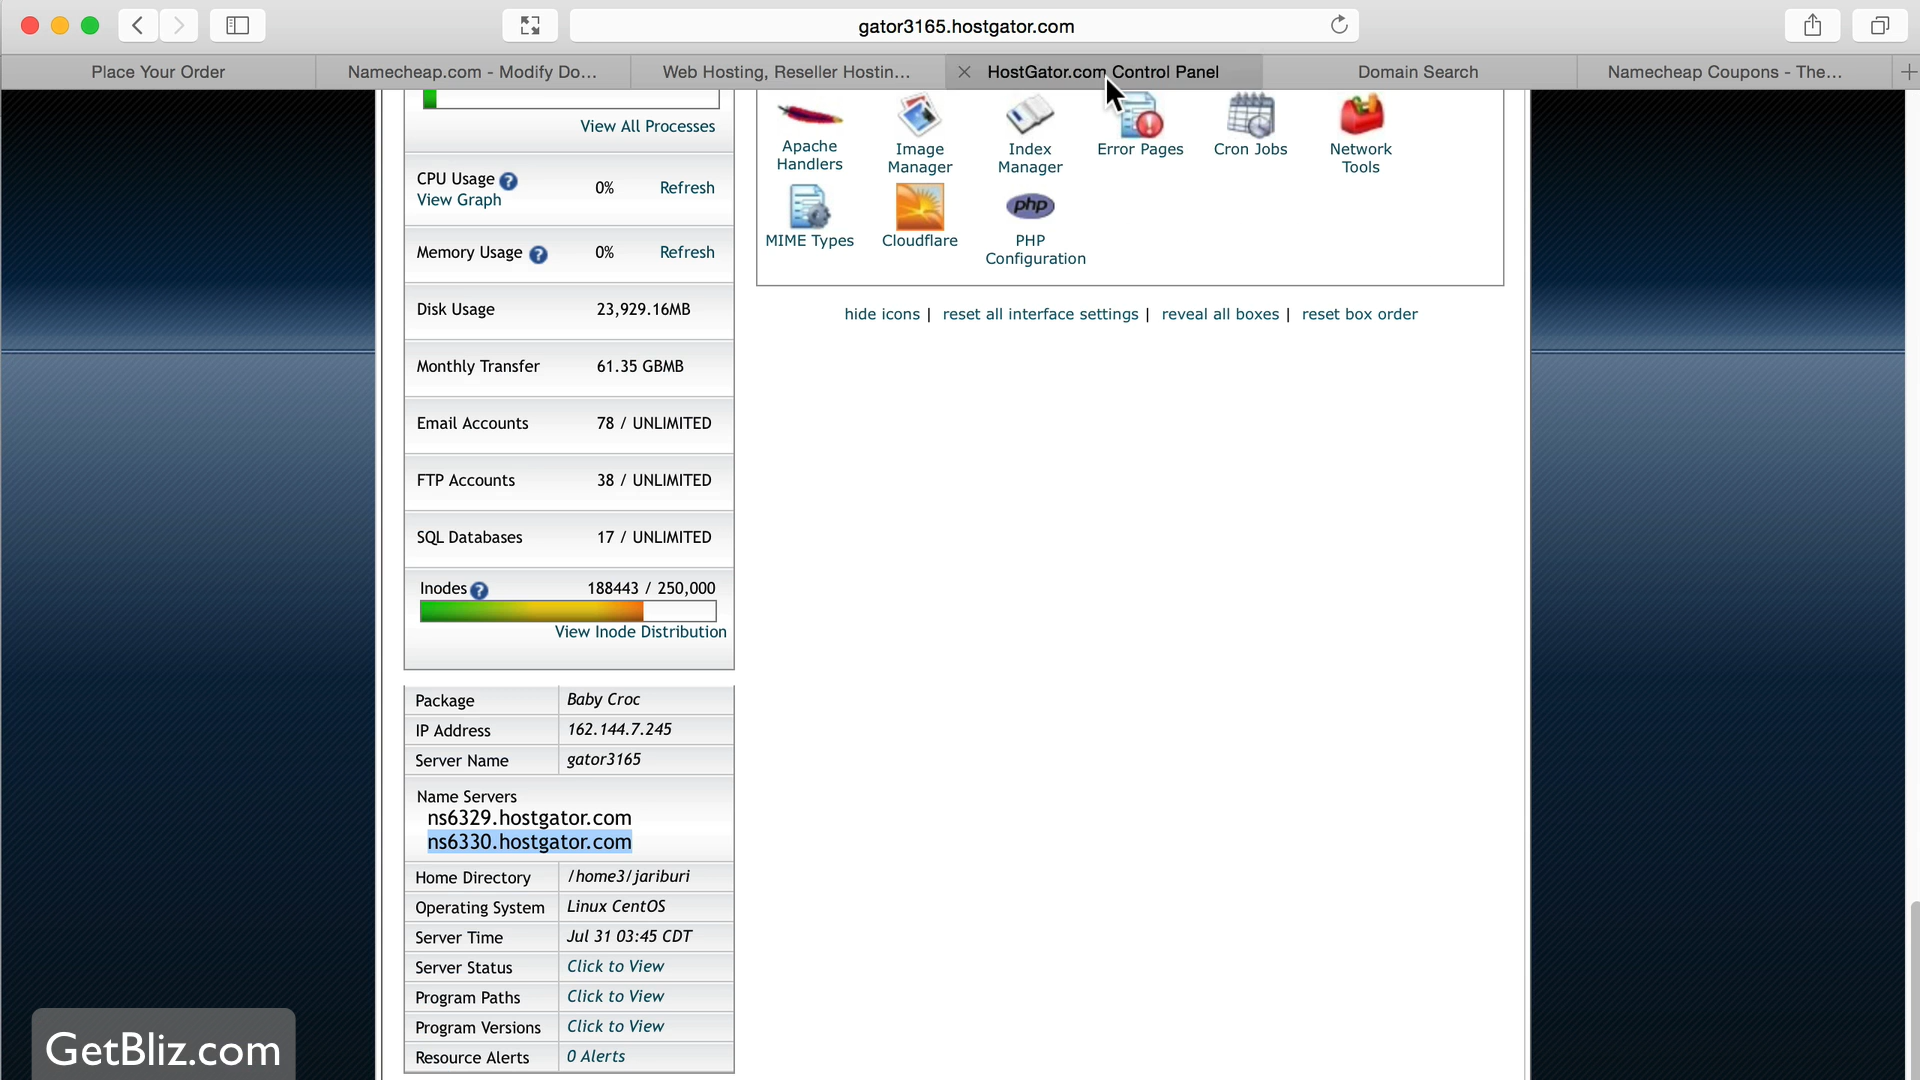 gator3165.hostgator.com
Place Your Order
Namecheap.com - Modify Do...
Web Hosting, Reseller Hostin...
HostGator.com Control Panel
Domain Search
Namecheap Coupons - The...
View All Processes
CPU Usage
View Graph
0%
Refresh
Memory Usage
0%
Refresh
Disk Usage
23,929.16MB
Monthly Transfer
61.35 GBMB
Email Accounts
78 / UNLIMITED
FTP Accounts
38 / UNLIMITED
SQL Databases
17 / UNLIMITED
Inodes
188443 / 250,000
View Inode Distribution
Package
Baby Croc
IP Address
162.144.7.245
Server Name
gator3165
Name Servers
ns6329.hostgator.com
ns6330.hostgator.com
Home Directory
/home3/jariburi
Operating System
Linux CentOS
Server Time
Jul 31 03:45 CDT
Server Status
Click to View
Program Paths
Click to View
Program Versions
Click to View
Resource Alerts
0 Alerts
Apache
Handlers
Image
Manager
Index
Manager
Error Pages
Cron Jobs
Network
Tools
MIME Types
Cloudflare
php
PHP
Configuration
hide icons | reset all interface settings | reveal all boxes | reset box order
GetBliz.com